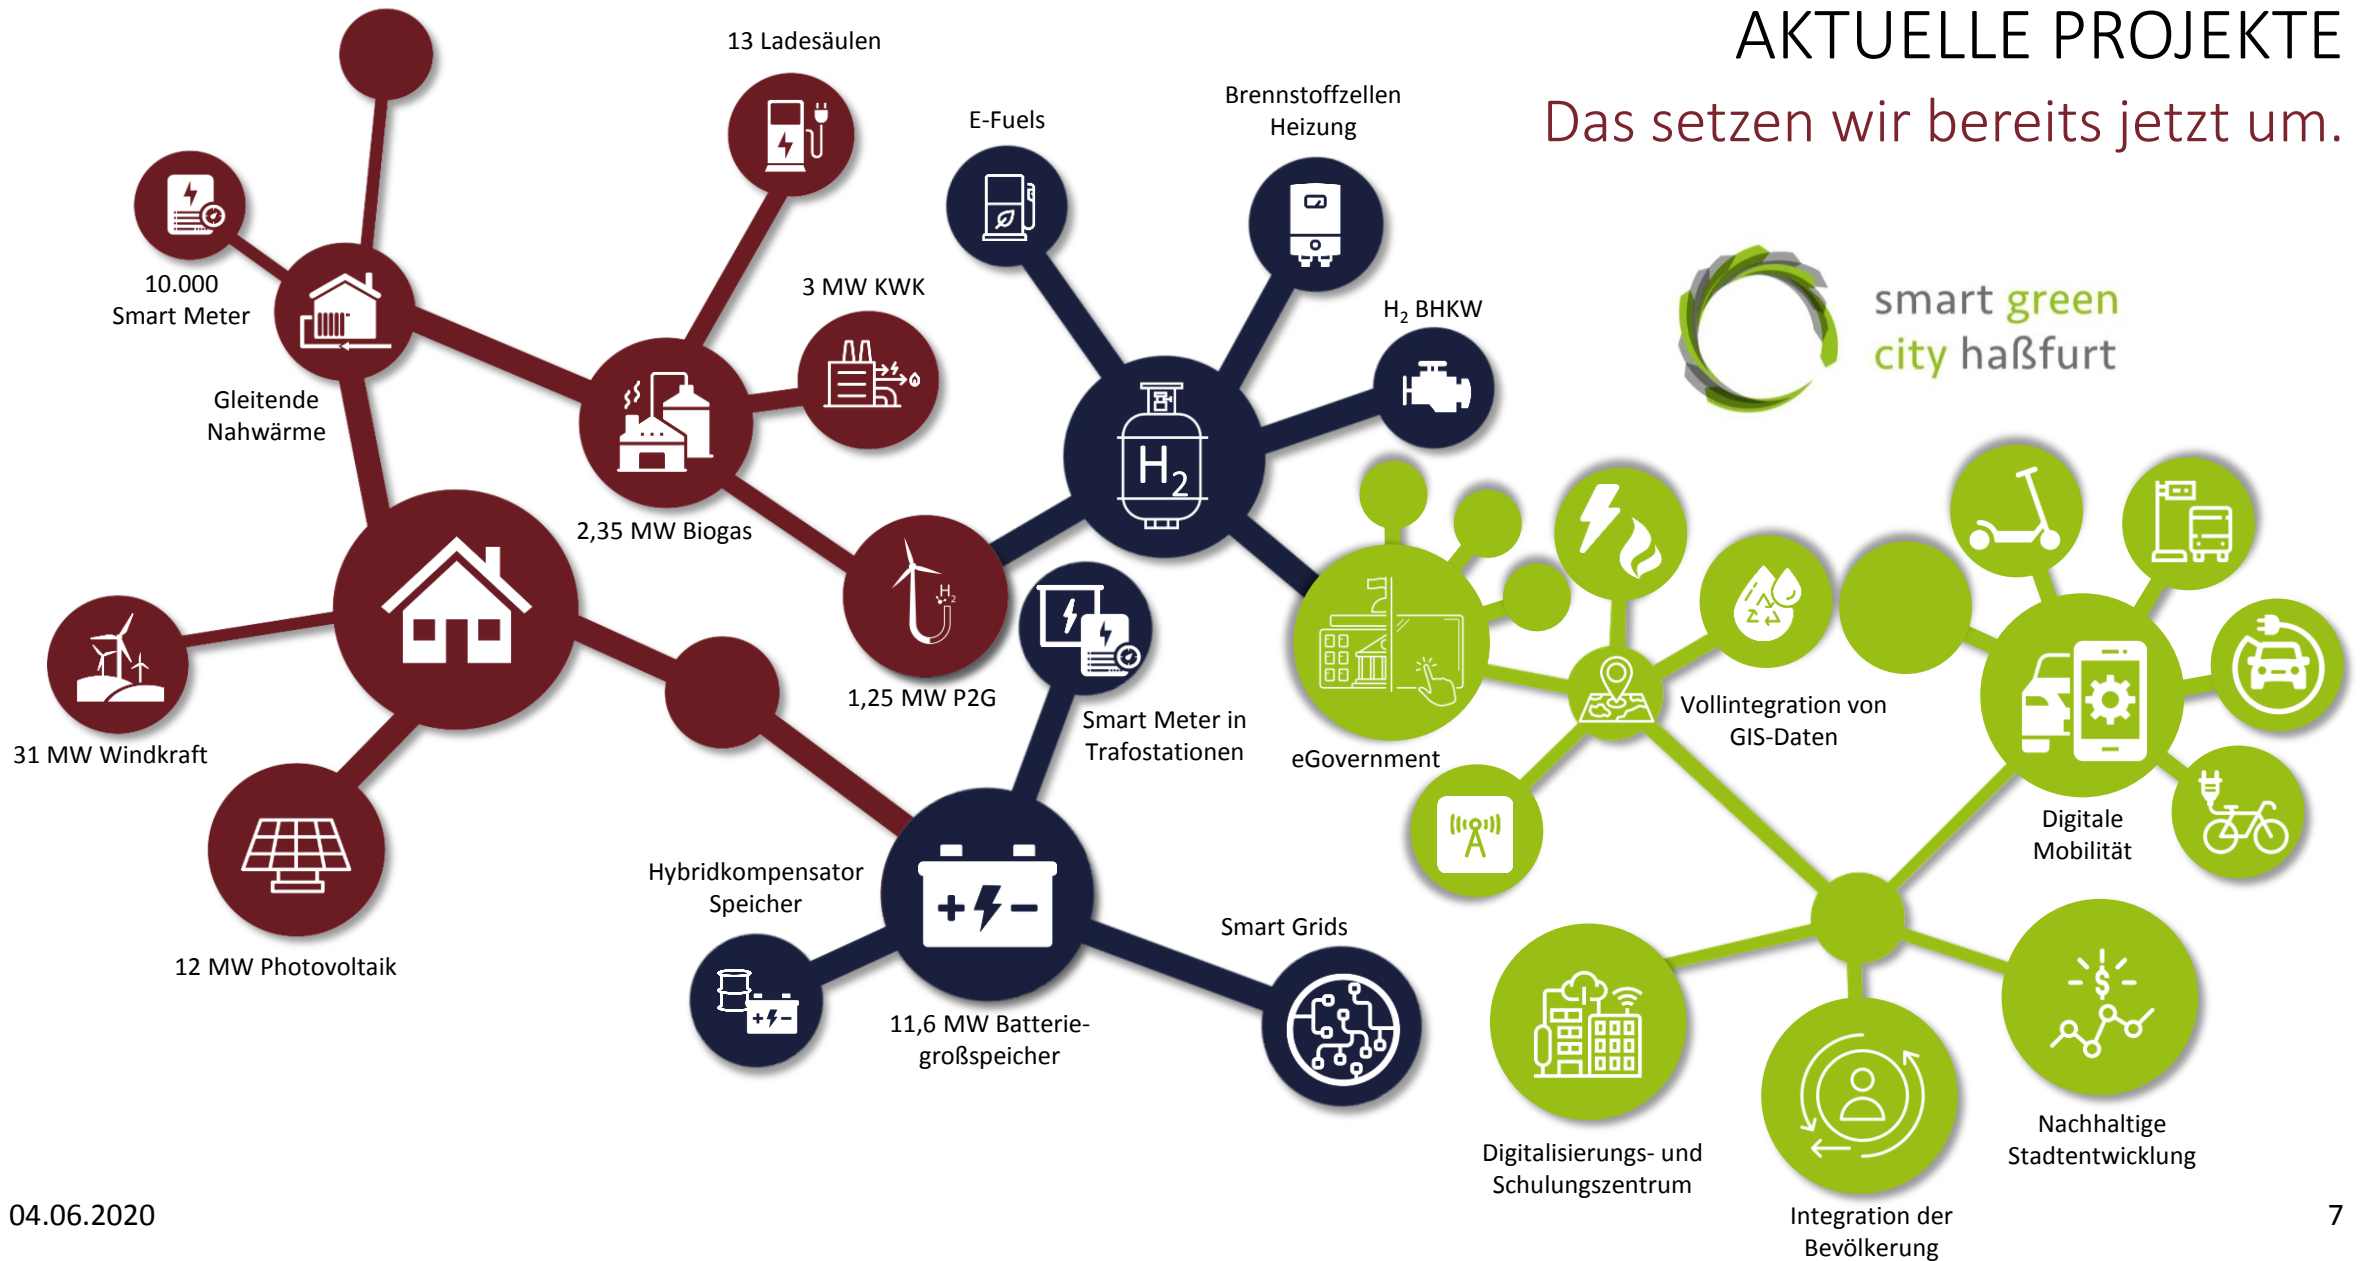 AKTUELLE PROJEKTE
Das setzen wir bereits jetzt um.
smart green
city haßfurt
13 Ladesäulen
10.000
Smart Meter
Gleitende
Nahwärme
3 MW KWK
2,35 MW Biogas
31 MW Windkraft
12 MW Photovoltaik
1,25 MW P2G
H₂
E-Fuels
Brennstoffzellen
Heizung
H₂ BHKW
H₂
Smart Meter in
Trafostationen
Hybridkompensator
Speicher
11,6 MW Batterie-
großspeicher
Smart Grids
eGovernment
Vollintegration von
GIS-Daten
Digitale
Mobilität
Digitalisierungs- und
Schulungszentrum
Integration der
Bevölkerung
Nachhaltige
Stadtentwicklung
04.06.2020
7